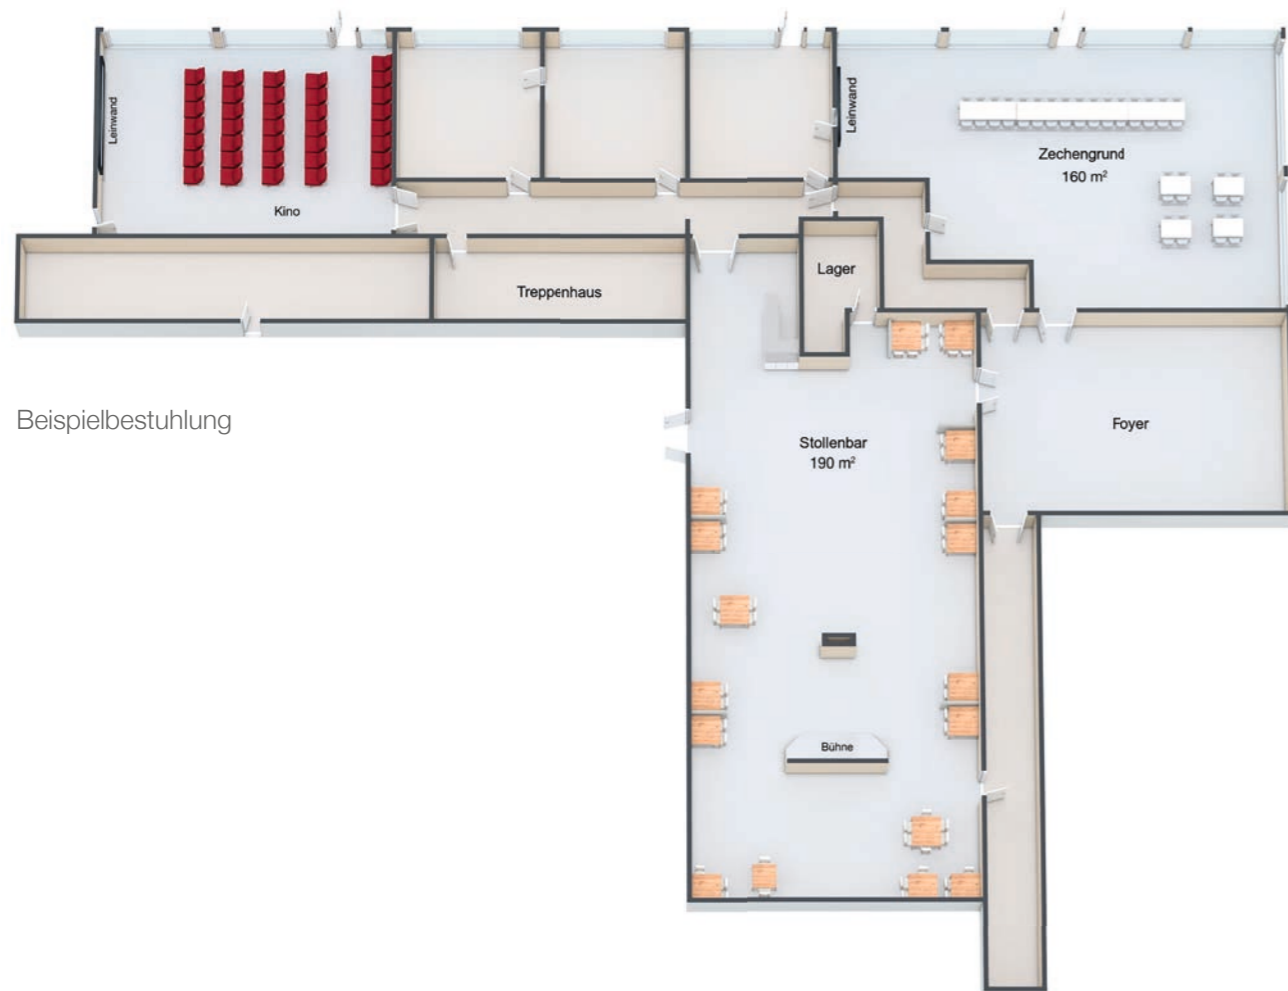 Leinwand
Kino
Leinwand
Zechengrund
160 m²
Lager
Treppenhaus
Beispielbestuhlung
Stollenbar
190 m²
Foyer
Bühne